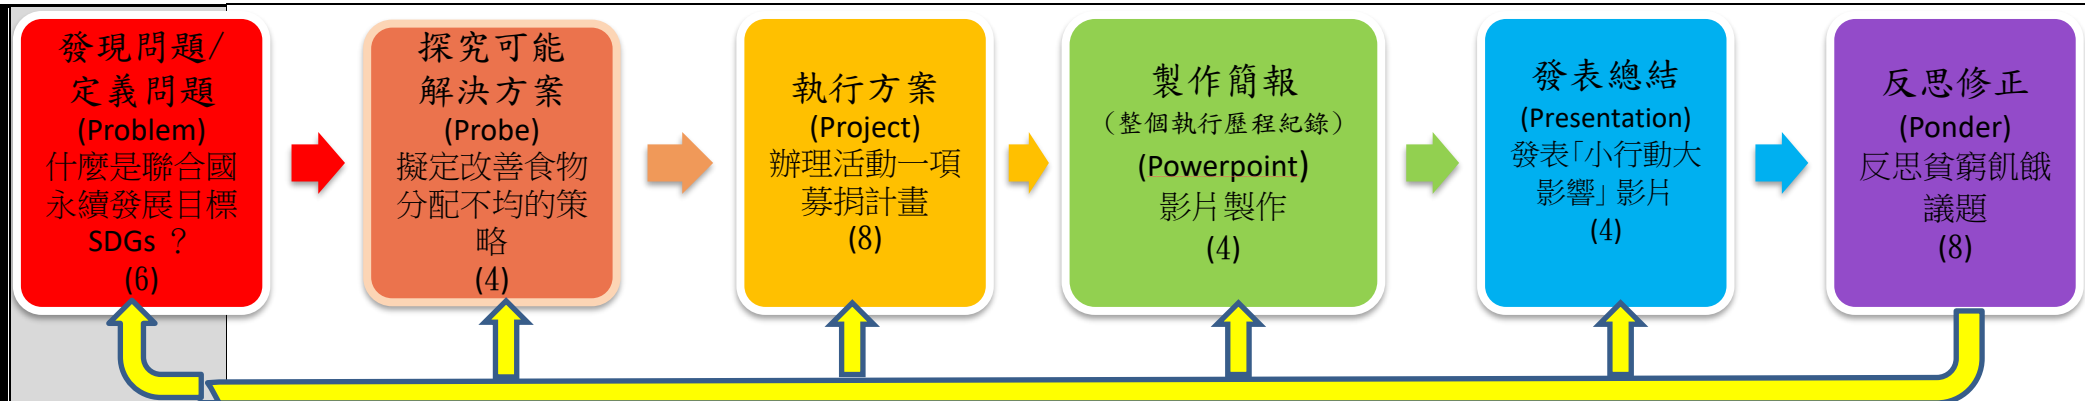 發現問題/
定義問題
(Problem)
什麼是聯合國
永續發展目標
SDGs ？
(6)
探究可能
解決方案
(Probe)
擬定改善食物
分配不均的策
略
(4)
執行方案
(Project)
辦理活動一項
募捐計畫
(8)
製作簡報
（整個執行歷程紀錄）
(Powerpoint)
影片製作
(4)
發表總結
(Presentation)
發表「小行動大
影響」影片
(4)
反思修正
(Ponder)
反思貧窮飢餓
議題
(8)